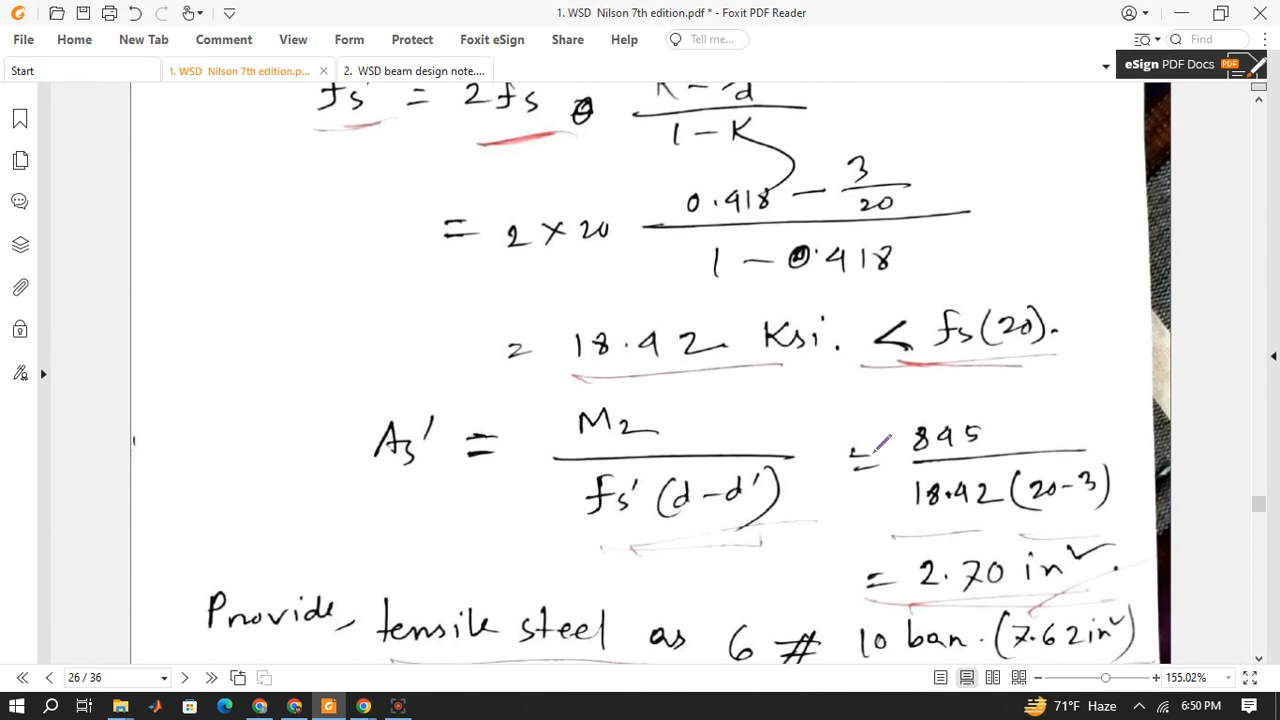 1. WSD Nilson 7th edition.pdf * - Foxit PDF Reader
File Home New Tab Comment View Form Protect Foxit eSign Share Help Tell me... Find
Start 1. WSD Nilson 7th edition.p... 2. WSD beam design note.... eSign PDF Docs PDF
fs' = 2fs · (K - d'/d) / (1 - K)
= 2 × 20 (0.418 - 3/20) / (1 - 0.418)
= 18.42 Ksi. < fs(20).
As' = M2 / fs'(d-d') = 895 / 18.42(20-3)
= 2.70 in².
Provide, tensile steel as 6 # 10 ban. (7.62in²)
26 / 36 155.02%
71°F Haze 6:50 PM